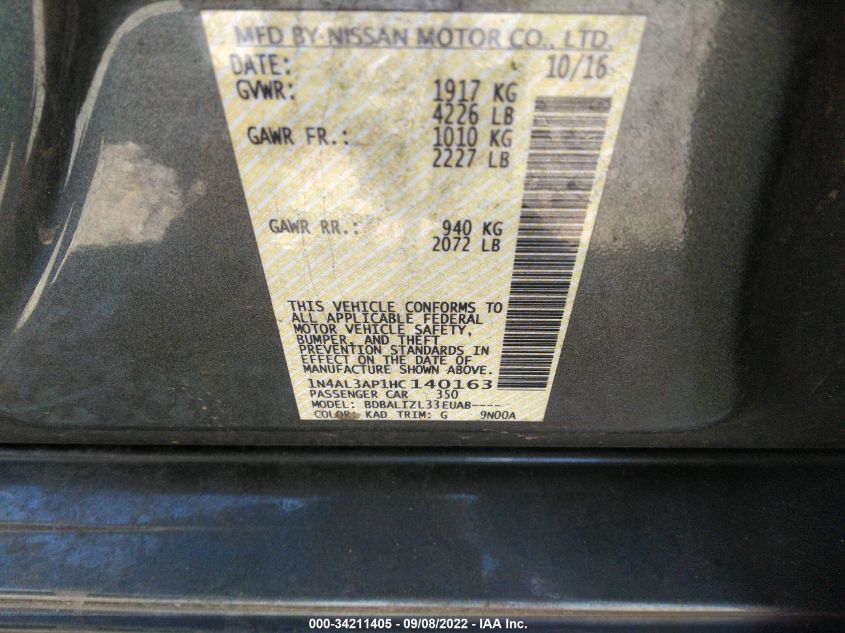 MFD BY NISSAN MOTOR CO., LTD.
DATE: 10/16
GVWR: 1917 KG
4226 LB
GAWR FR.: 1010 KG
2227 LB
GAWR RR.: 940 KG
2072 LB
THIS VEHICLE CONFORMS TO
ALL APPLICABLE FEDERAL
MOTOR VEHICLE SAFETY,
BUMPER, AND THEFT
PREVENTION STANDARDS IN
EFFECT ON THE DATE OF
MANUFACTURE SHOWN ABOVE.
1N4AL3AP1HC140163
PASSENGER CAR 350
MODEL: BDBALIZL33EUAB----
COLOR: KAD TRIM: G 9N00A
000-34211405 - 09/08/2022 - IAA Inc.